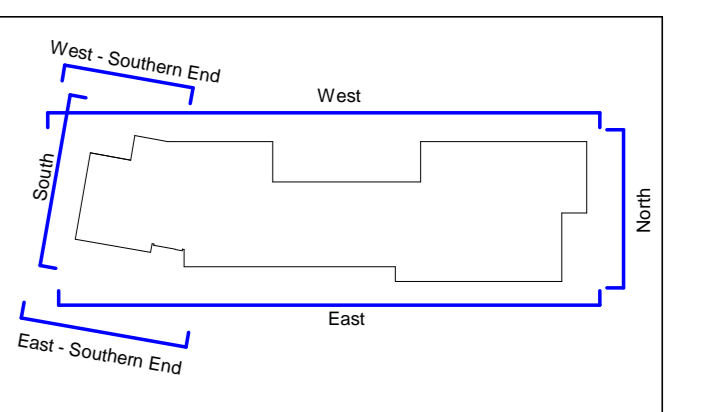 West - Southern End
West
South
North
East
East - Southern End